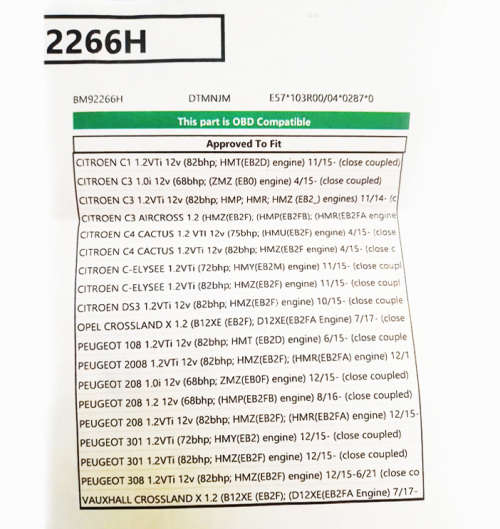 2266H
BM92266H DTMNJM E57*103R00/04*0287*0
This part is OBD Compatible
Approved To Fit
CITROEN C1 1.2VTi 12v (82bhp; HMT(EB2D) engine) 11/15- (close coupled)
CITROEN C3 1.0i 12v (68bhp; (ZMZ (EB0) engine) 4/15- (close coupled)
CITROEN C3 1.2VTi 12v (82bhp; HMP; HMR; HMZ (EB2_) engines) 11/14- (c
CITROEN C3 AIRCROSS 1.2 (HMZ(EB2F); (HMP(EB2FB); (HMR(EB2FA engine
CITROEN C4 CACTUS 1.2 VTI 12v (75bhp; (HMU(EB2F) engine) 4/15- (close
CITROEN C4 CACTUS 1.2VTi 12v (82bhp; HMZ(EB2F engine) 4/15- (close c
CITROEN C-ELYSEE 1.2VTi (72bhp; HMY(EB2M) engine) 11/15- (close coupl
CITROEN C-ELYSEE 1.2VTi (82bhp; HMZ(EB2F) engine) 11/15- (close coupl
CITROEN DS3 1.2VTi 12v (82bhp; HMZ(EB2F) engine) 10/15- (close couple
OPEL CROSSLAND X 1.2 (B12XE (EB2F); D12XE(EB2FA Engine) 7/17- (close
PEUGEOT 108 1.2VTi 12v (82bhp; HMT (EB2D) engine) 6/15- (close couple
PEUGEOT 2008 1.2VTi 12v (82bhp; HMZ(EB2F); (HMR(EB2FA) engine) 12/1
PEUGEOT 208 1.0i 12v (68bhp; ZMZ(EB0F) engine) 12/15- (close coupled)
PEUGEOT 208 1.2 12v (68bhp; (HMP(EB2FB) engine) 8/16- (close coupled)
PEUGEOT 208 1.2VTi 12v (82bhp; HMZ(EB2F); (HMR(EB2FA) engine) 12/15-
PEUGEOT 301 1.2VTi (72bhp; HMY(EB2) engine) 12/15- (close coupled)
PEUGEOT 301 1.2VTi (82bhp; HMZ(EB2F) engine) 12/15- (close coupled)
PEUGEOT 308 1.2VTi 12v (82bhp; HMZ(EB2F) engine) 12/15-6/21 (close co
VAUXHALL CROSSLAND X 1.2 (B12XE (EB2F); (D12XE(EB2FA Engine) 7/17-